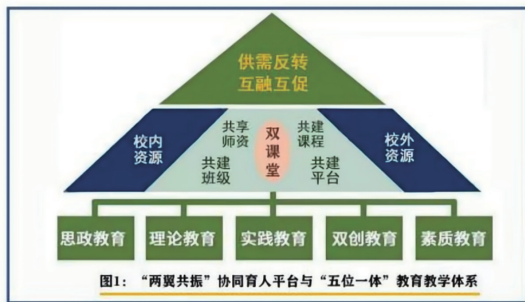 供需反转
互融互促
校内
资源
共享
师资
共建
班级
双
课
堂
共建
课程
共建
平台
校外
资源
思政教育
理论教育
实践教育
双创教育
素质教育
图1：“两翼共振”协同育人平台与“五位一体”教育教学体系